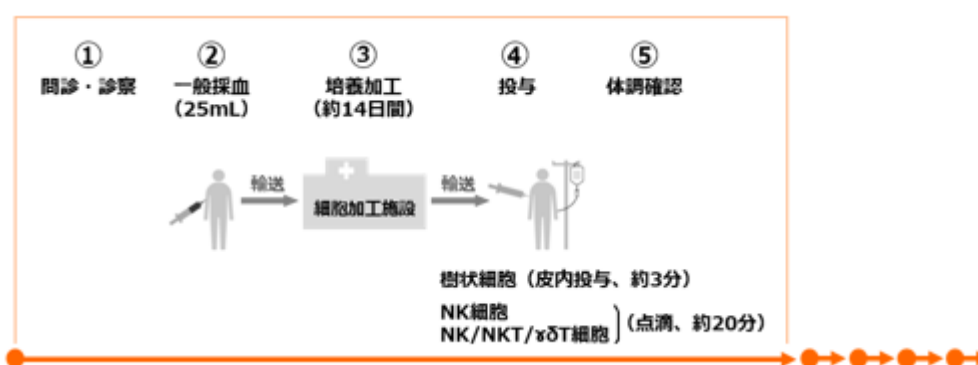 ① ② ③ ④ ⑤
問診・診察 一般採血 培養加工 投与 体調確認
（25mL） （約14日間）
輸送 輸送
細胞加工施設
樹状細胞（皮内投与、約3分）
NK細胞
NK/NKT/γδT細胞 （点滴、約20分）